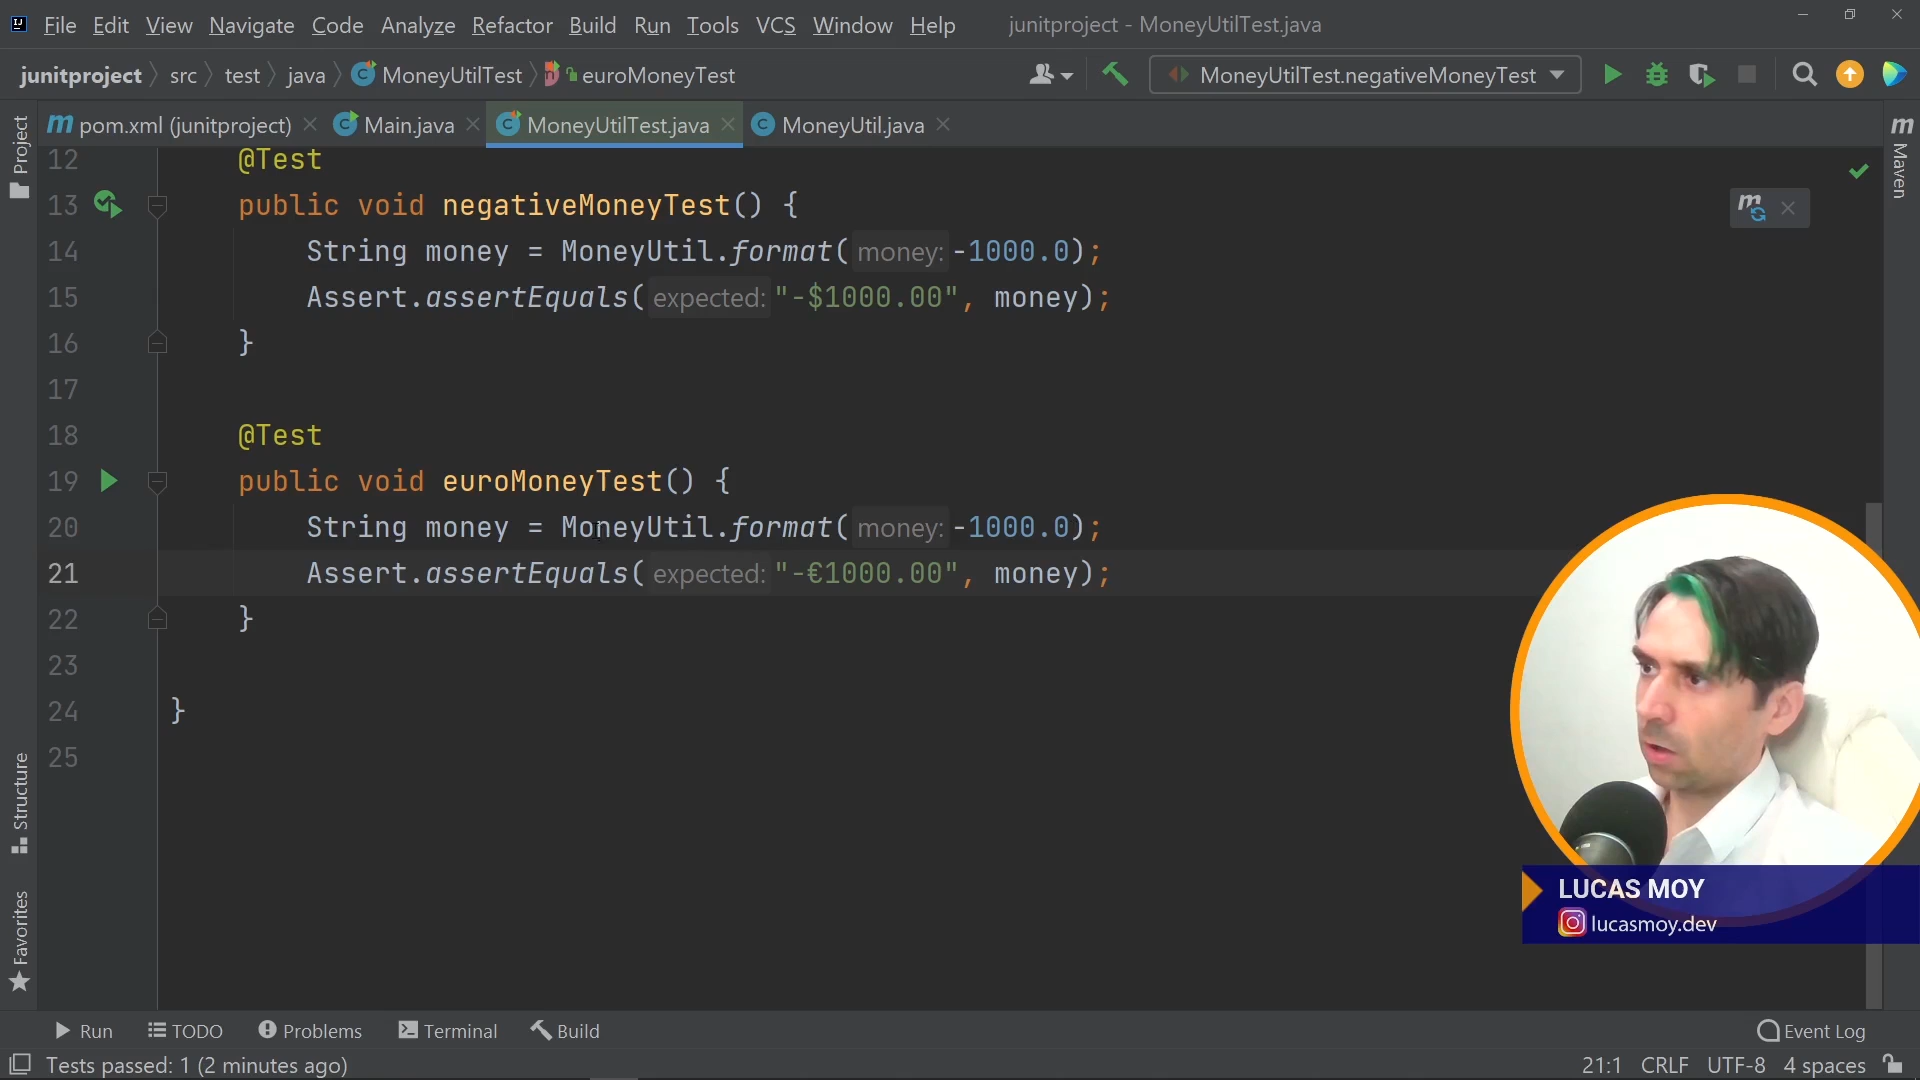 File Edit View Navigate Code Analyze Refactor Build Run Tools VCS Window Help junitproject - MoneyUtilTest.java
junitproject src test java MoneyUtilTest euroMoneyTest MoneyUtilTest.negativeMoneyTest
pom.xml (junitproject) Main.java MoneyUtilTest.java MoneyUtil.java
Project
Maven
12 @Test
13 public void negativeMoneyTest() {
14 String money = MoneyUtil.format( money: -1000.0);
15 Assert.assertEquals( expected: "-$1000.00", money);
16 }
17
18 @Test
19 public void euroMoneyTest() {
20 String money = MoneyUtil.format( money: -1000.0);
21 Assert.assertEquals( expected: "-€1000.00", money);
22 }
23
24 }
25
Structure
Favorites
LUCAS MOY
lucasmoy.dev
Run TODO Problems Terminal Build Event Log
Tests passed: 1 (2 minutes ago) 21:1 CRLF UTF-8 4 spaces